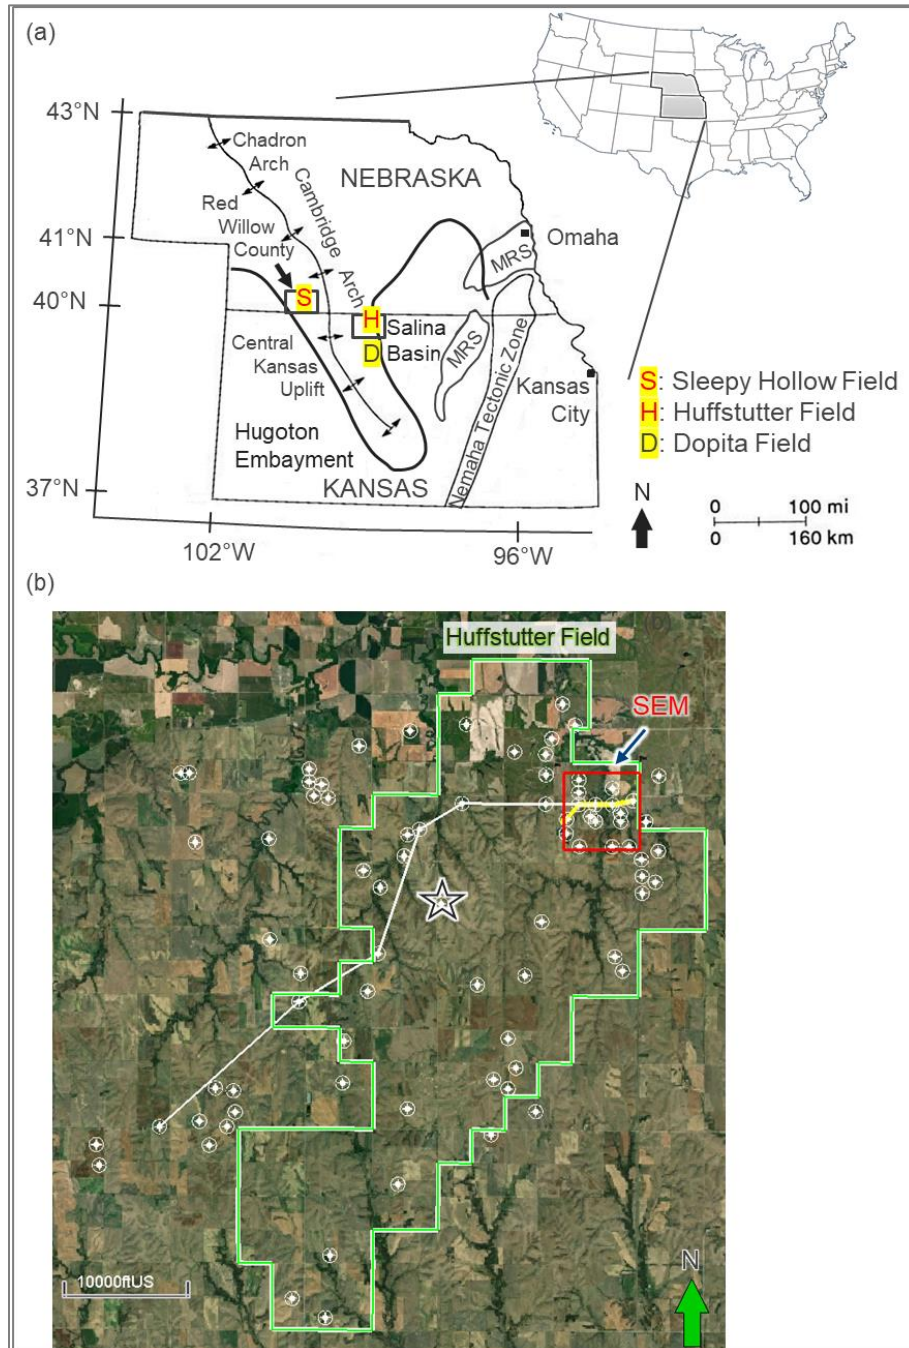 (a)
43°N
Chadron
Arch
Red
Willow
County
Cambridge
Arch
NEBRASKA
41°N
MRS
Omaha
40°N
S
H
Salina
D
Basin
Central
Kansas
Uplift
MRS
Nemaha Tectonic Zone
Kansas
City
Hugoton
Embayment
KANSAS
37°N
102°W
96°W
S: Sleepy Hollow Field
H: Huffstutter Field
D: Dopita Field
N
0 100 mi
0 160 km
(b)
Huffstutter Field
SEM
10000ftUS
N